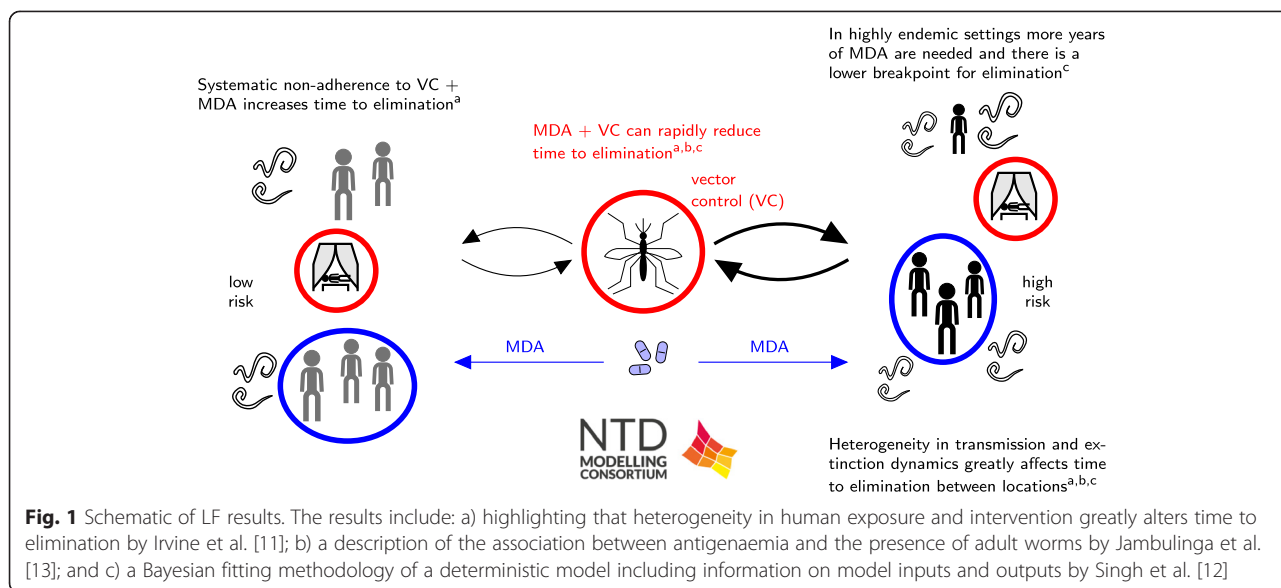 Systematic non-adherence to VC +
MDA increases time to eliminationᵃ
MDA + VC can rapidly reduce
time to eliminationᵃ,ᵇ,ᶜ
vector
control (VC)
In highly endemic settings more years
of MDA are needed and there is a
lower breakpoint for eliminationᶜ
low
risk
high
risk
MDA
MDA
NTD
MODELLING
CONSORTIUM
Heterogeneity in transmission and ex-
tinction dynamics greatly affects time
to elimination between locationsᵃ,ᵇ,ᶜ
Fig. 1 Schematic of LF results. The results include: a) highlighting that heterogeneity in human exposure and intervention greatly alters time to
elimination by Irvine et al. [11]; b) a description of the association between antigenaemia and the presence of adult worms by Jambulinga et al.
[13]; and c) a Bayesian fitting methodology of a deterministic model including information on model inputs and outputs by Singh et al. [12]